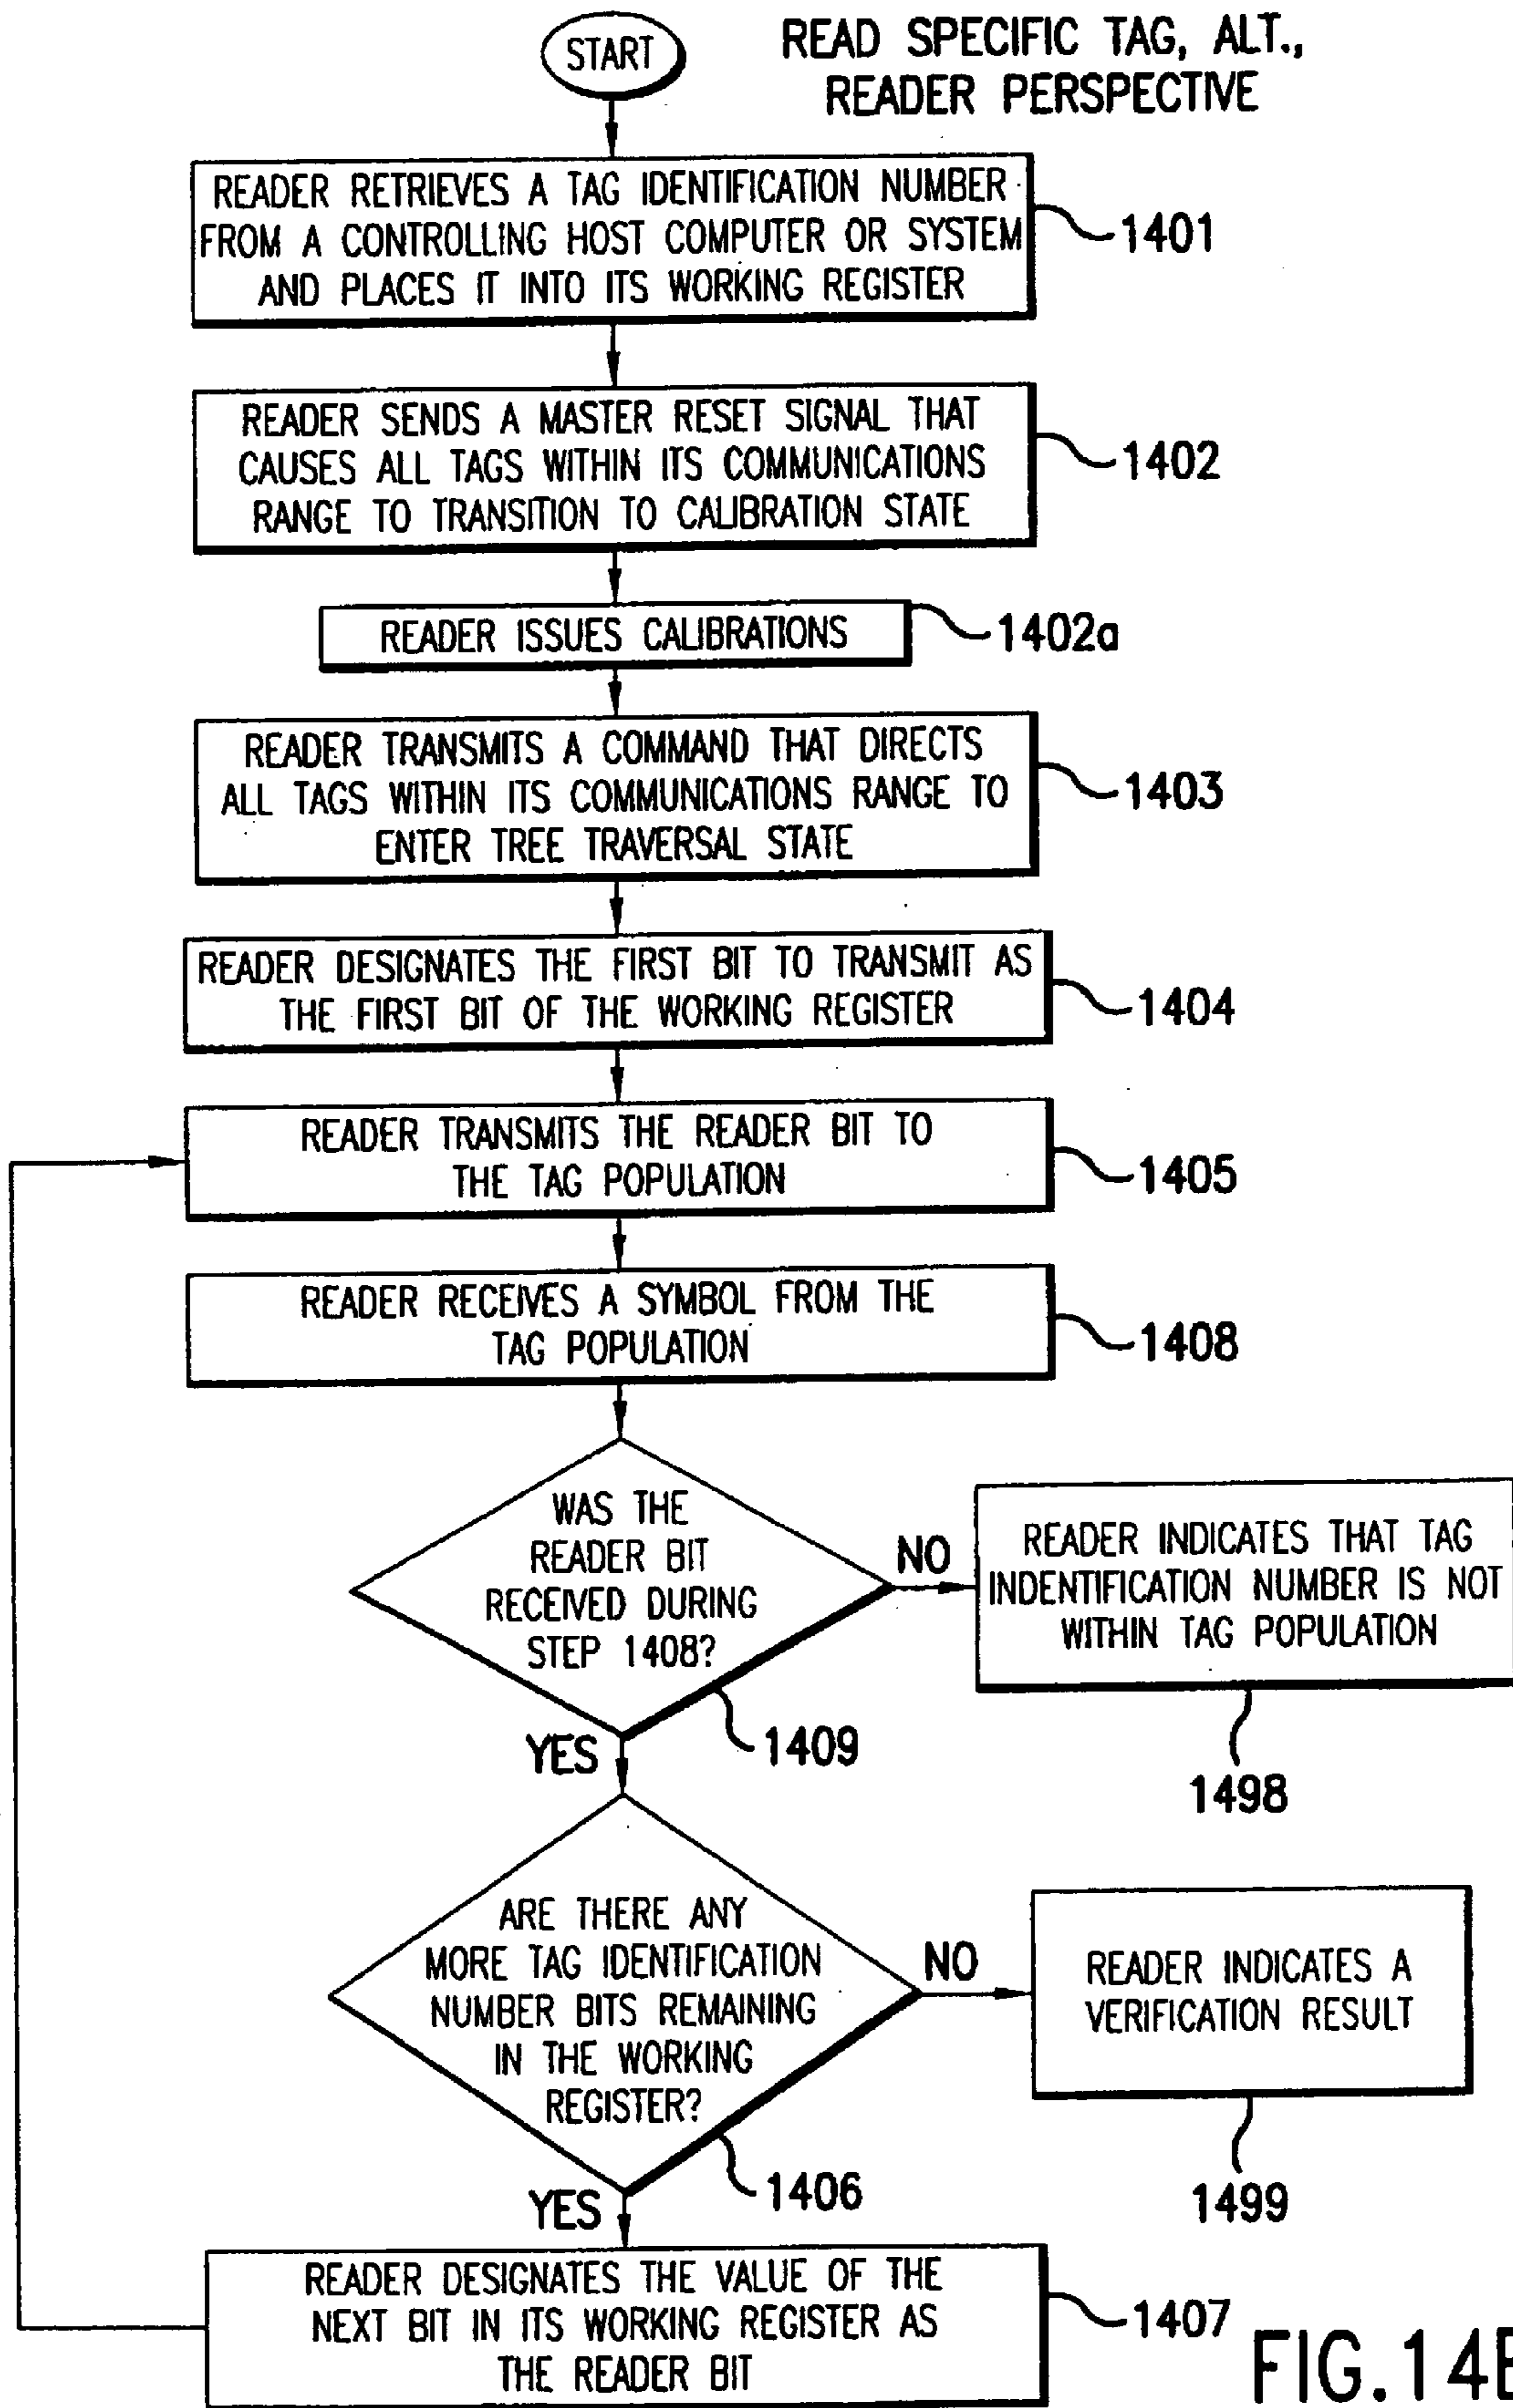 START
READ SPECIFIC TAG, ALT.,
READER PERSPECTIVE
READER RETRIEVES A TAG IDENTIFICATION NUMBER
FROM A CONTROLLING HOST COMPUTER OR SYSTEM
AND PLACES IT INTO ITS WORKING REGISTER
1401
READER SENDS A MASTER RESET SIGNAL THAT
CAUSES ALL TAGS WITHIN ITS COMMUNICATIONS
RANGE TO TRANSITION TO CALIBRATION STATE
1402
READER ISSUES CALIBRATIONS
1402a
READER TRANSMITS A COMMAND THAT DIRECTS
ALL TAGS WITHIN ITS COMMUNICATIONS RANGE TO
ENTER TREE TRAVERSAL STATE
1403
READER DESIGNATES THE FIRST BIT TO TRANSMIT AS
THE FIRST BIT OF THE WORKING REGISTER
1404
READER TRANSMITS THE READER BIT TO
THE TAG POPULATION
1405
READER RECEIVES A SYMBOL FROM THE
TAG POPULATION
1408
WAS THE
READER BIT
RECEIVED DURING
STEP 1408?
NO
READER INDICATES THAT TAG
INDENTIFICATION NUMBER IS NOT
WITHIN TAG POPULATION
1498
YES
1409
ARE THERE ANY
MORE TAG IDENTIFICATION
NUMBER BITS REMAINING
IN THE WORKING
REGISTER?
NO
READER INDICATES A
VERIFICATION RESULT
1499
YES
1406
READER DESIGNATES THE VALUE OF THE
NEXT BIT IN ITS WORKING REGISTER AS
THE READER BIT
1407
FIG.14B